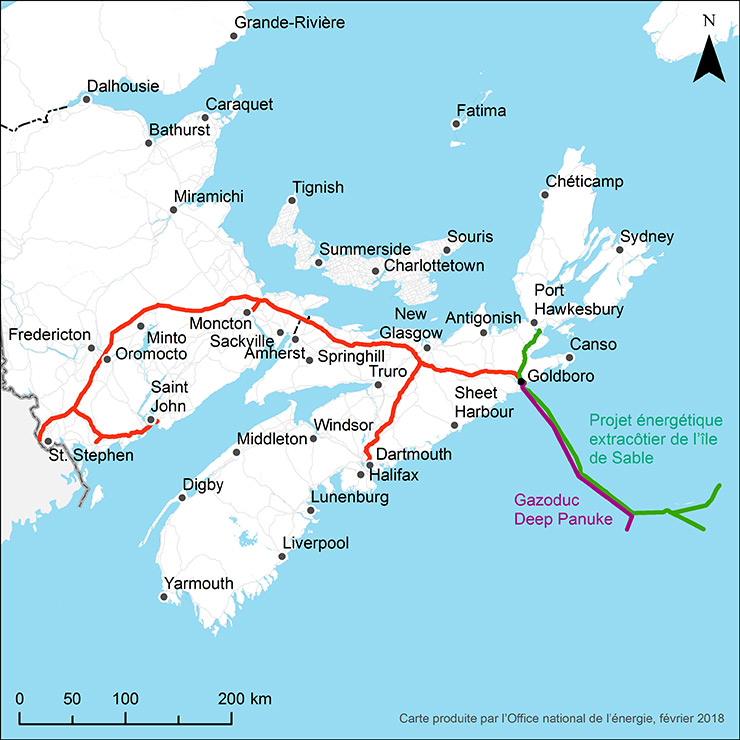 Grande-Rivière
N
Dalhousie
Caraquet
Fatima
Bathurst
Chéticamp
Tignish
Miramichi
Souris
Sydney
Summerside
Charlottetown
Port
Hawkesbury
New
Glasgow
Antigonish
Moncton
Fredericton
Minto
Sackville
Canso
Oromocto
Amherst
Springhill
Truro
Goldboro
Saint
John
Sheet
Harbour
Projet énergétique
extracôtier de l'île
de Sable
Windsor
Middleton
St. Stephen
Dartmouth
Halifax
Digby
Lunenburg
Gazoduc
Deep Panuke
Liverpool
Yarmouth
0 50 100 200 km
Carte produite par l'Office national de l'énergie, février 2018